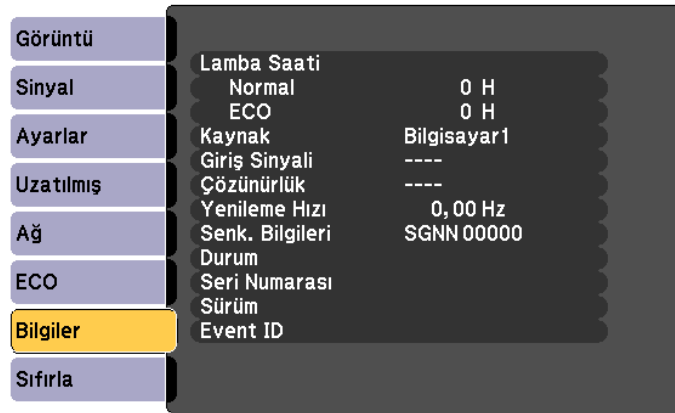 Görüntü
Sinyal
Ayarlar
Uzatılmış
Ağ
ECO
Bilgiler
Sıfırla
Lamba Saati
Normal 0 H
ECO 0 H
Kaynak Bilgisayar1
Giriş Sinyali ----
Çözünürlük ----
Yenileme Hızı 0,00 Hz
Senk. Bilgileri SGNN 00000
Durum
Seri Numarası
Sürüm
Event ID